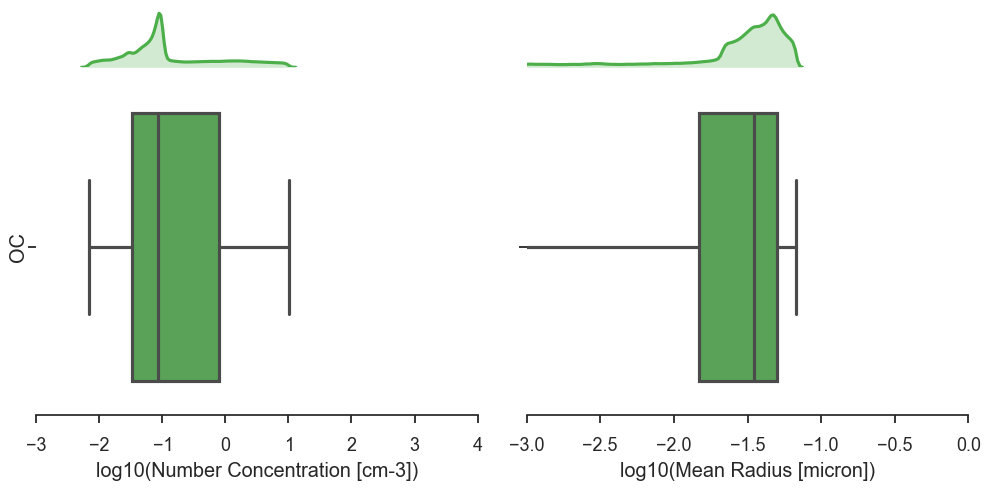 OC
−3 −2 −1 0 1 2 3 4
log10(Number Concentration [cm-3])
−3.0 −2.5 −2.0 −1.5 −1.0 −0.5 0.0
log10(Mean Radius [micron])